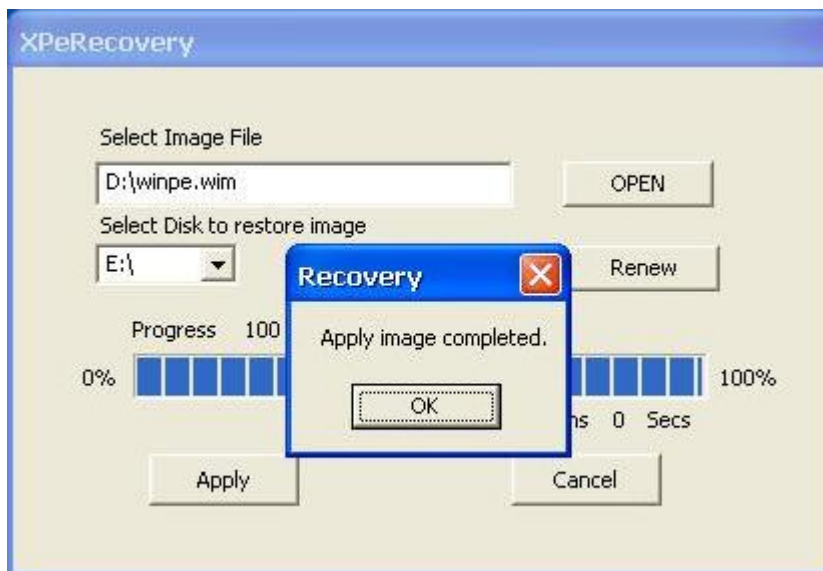 XPeRecovery
Select Image File
D:\winpe.wim
OPEN
Select Disk to restore image
E:\
Renew
Recovery
Apply image completed.
OK
Progress 100
0%
100%
0 Secs
Apply
Cancel